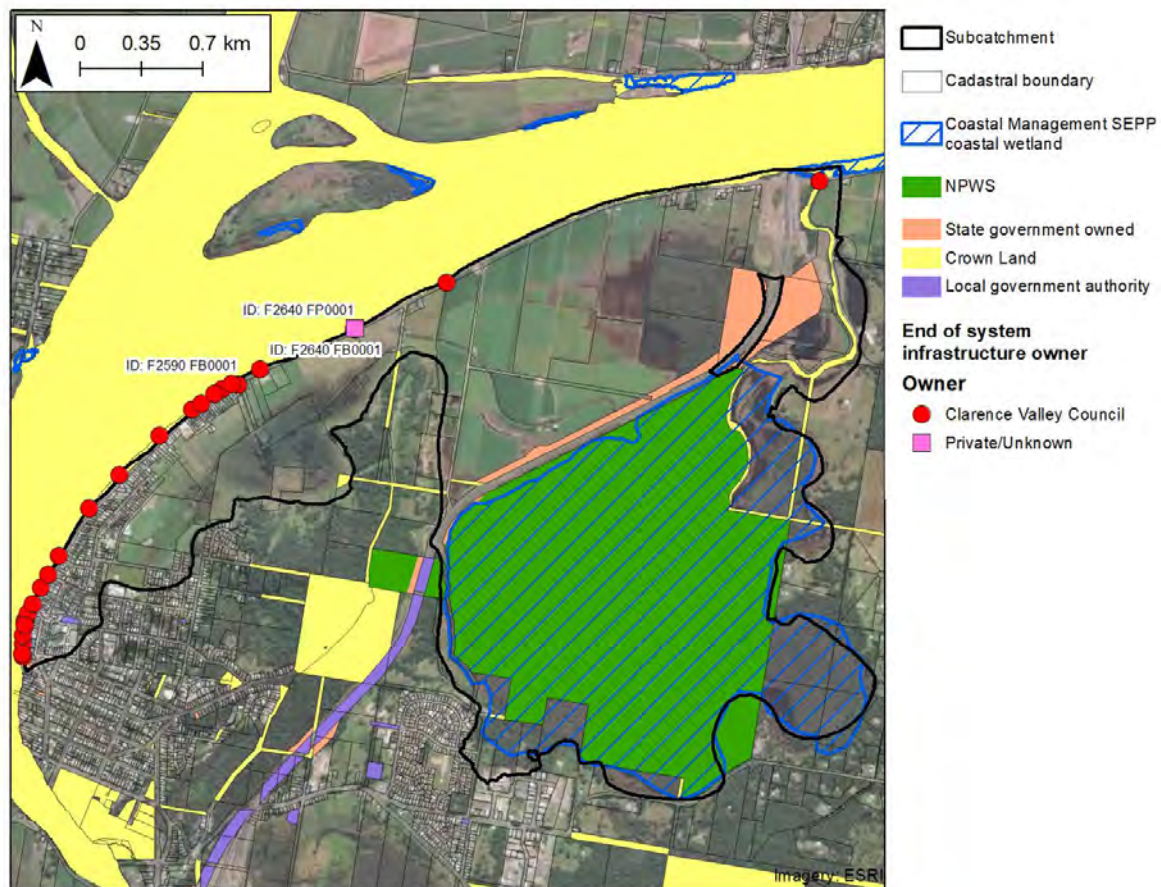 N
0 0.35 0.7 km
ID: F2640 FP0001
ID: F2640 FB0001
ID: F2590 FB0001
Imagery: ESRI
Subcatchment
Cadastral boundary
Coastal Management SEPP
coastal wetland
NPWS
State government owned
Crown Land
Local government authority
End of system
infrastructure owner
Owner
Clarence Valley Council
Private/Unknown